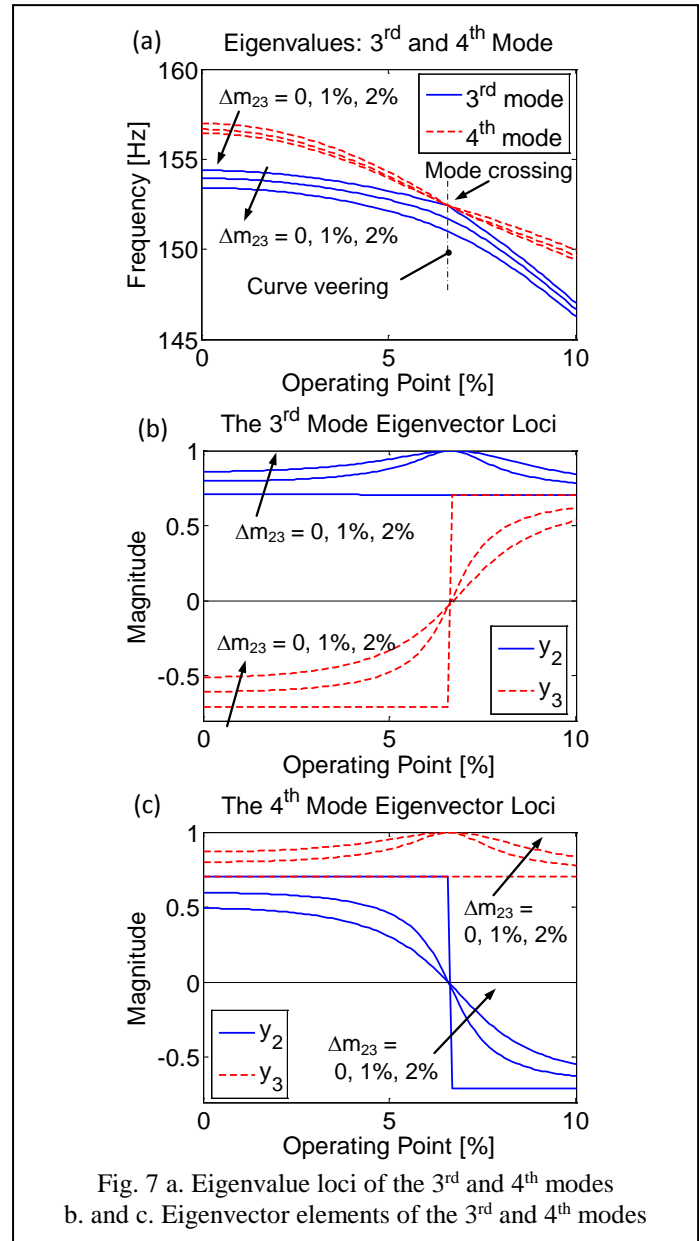 (a)
Eigenvalues: 3rd and 4th Mode
160
155
150
145
Frequency [Hz]
Δm23 = 0, 1%, 2%
Δm23 = 0, 1%, 2%
3rd mode
4th mode
Mode crossing
Curve veering
0
5
10
Operating Point [%]
(b)
The 3rd Mode Eigenvector Loci
1
0.5
0
-0.5
Magnitude
Δm23 = 0, 1%, 2%
Δm23 = 0, 1%, 2%
y2
y3
0
5
10
Operating Point [%]
(c)
The 4th Mode Eigenvector Loci
1
0.5
0
-0.5
Magnitude
Δm23 =
0, 1%, 2%
Δm23 =
0, 1%, 2%
y2
y3
0
5
10
Operating Point [%]
Fig. 7 a. Eigenvalue loci of the 3rd and 4th modes
b. and c. Eigenvector elements of the 3rd and 4th modes